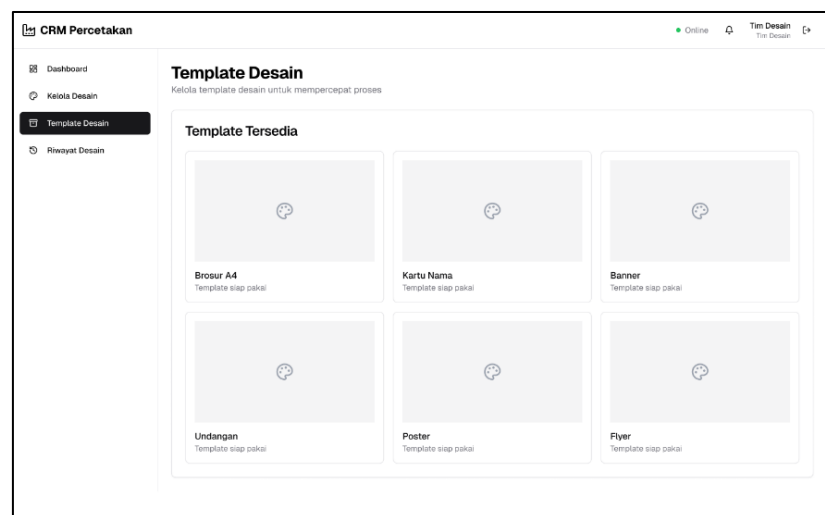 CRM Percetakan
Online
Tim Desain
Tim Desain
Dashboard
Kelola Desain
Template Desain
Riwayat Desain
Template Desain
Kelola template desain untuk mempercepat proses
Template Tersedia
Brosur A4
Template siap pakai
Kartu Nama
Template siap pakai
Banner
Template siap pakai
Undangan
Template siap pakai
Poster
Template siap pakai
Flyer
Template siap pakai